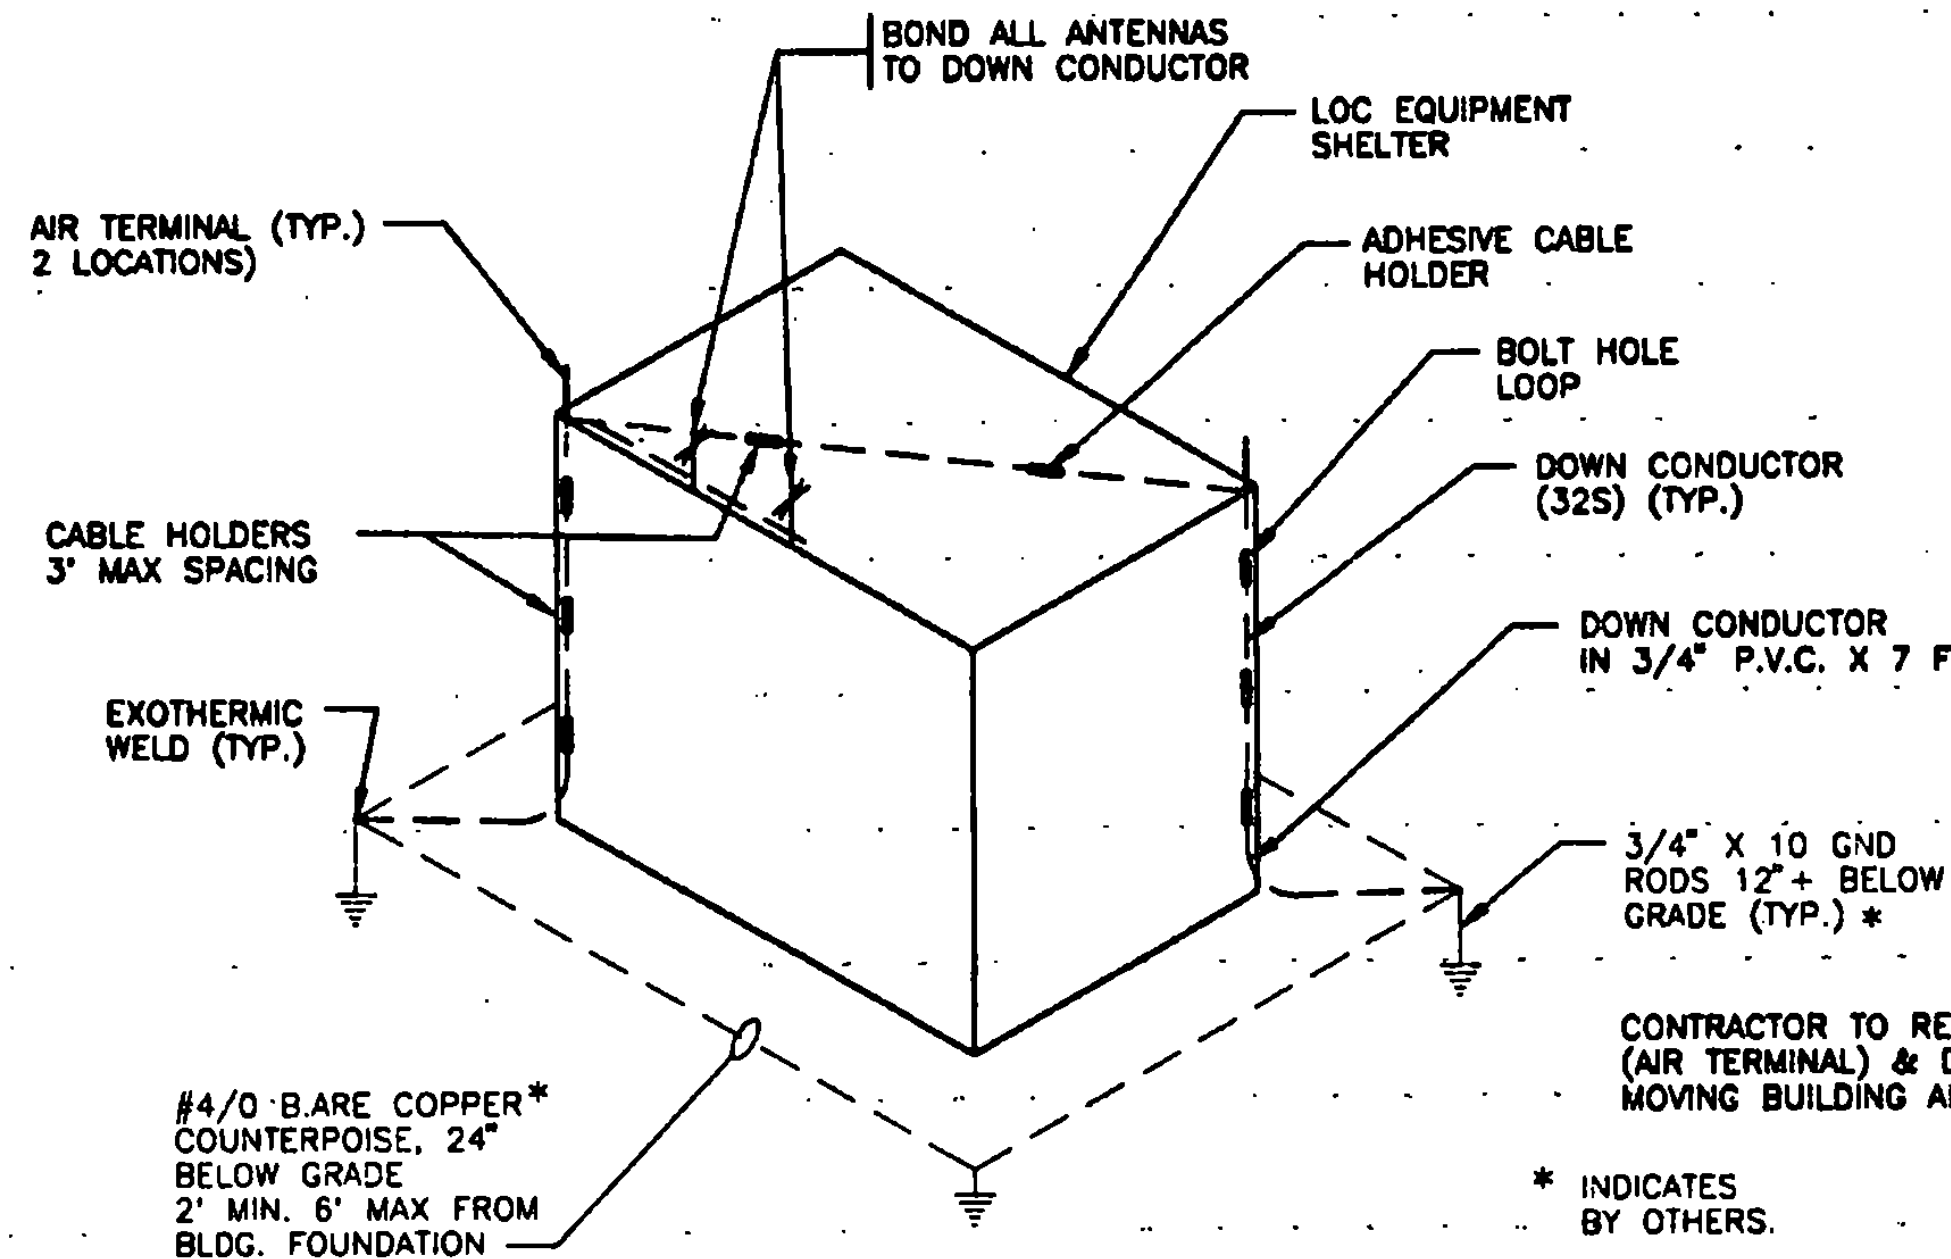 BOND ALL ANTENNAS
TO DOWN CONDUCTOR
LOC EQUIPMENT
SHELTER
AIR TERMINAL (TYP.)
2 LOCATIONS)
ADHESIVE CABLE
HOLDER
BOLT HOLE
LOOP
DOWN CONDUCTOR
(32S) (TYP.)
CABLE HOLDERS
3' MAX SPACING
DOWN CONDUCTOR
IN 3/4" P.V.C. X 7 F
EXOTHERMIC
WELD (TYP.)
3/4" X 10 GND
RODS 12"+ BELOW
GRADE (TYP.) *
CONTRACTOR TO RE
(AIR TERMINAL) & D
MOVING BUILDING A
#4/0 B.ARE COPPER*
COUNTERPOISE, 24"
BELOW GRADE
2' MIN. 6' MAX FROM
BLDG. FOUNDATION
* INDICATES
BY OTHERS.